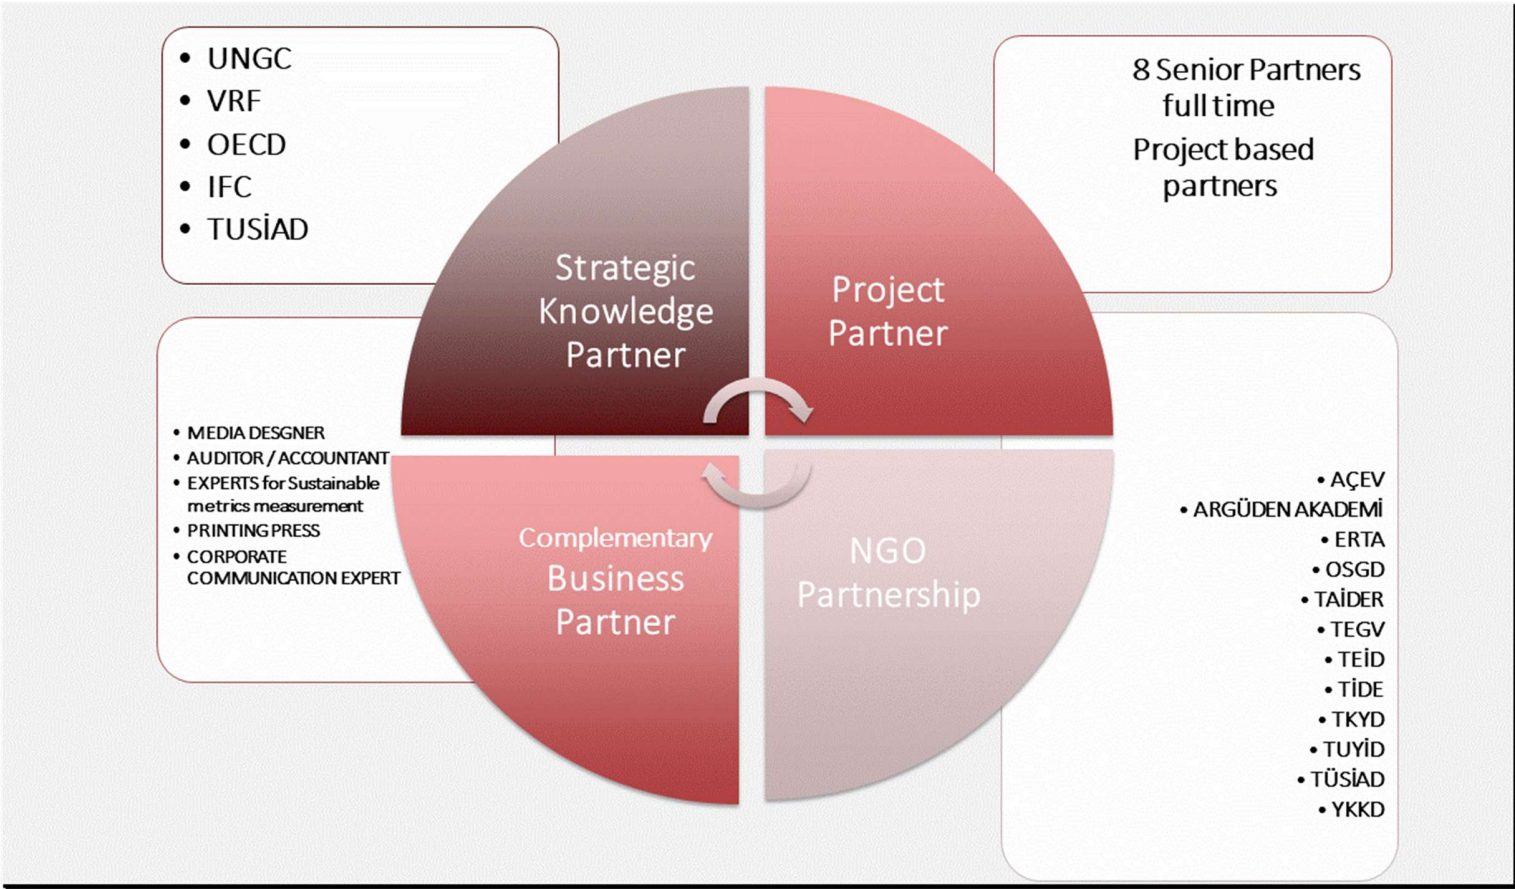 • UNGC
• VRF
• OECD
• IFC
• TUSİAD
Strategic
Knowledge
Partner
Project
Partner
8 Senior Partners
full time
Project based
partners
• MEDIA DESGNER
• AUDITOR / ACCOUNTANT
• EXPERTS for Sustainable
metrics measurement
• PRINTING PRESS
• CORPORATE
COMMUNICATION EXPERT
Complementary
Business
Partner
NGO
Partnership
• AÇEV
• ARGÜDEN AKADEMİ
• ERTA
• OSGD
• TAİDER
• TEGV
• TEİD
• TİDE
• TKYD
• TUYİD
• TÜSİAD
• YKKD